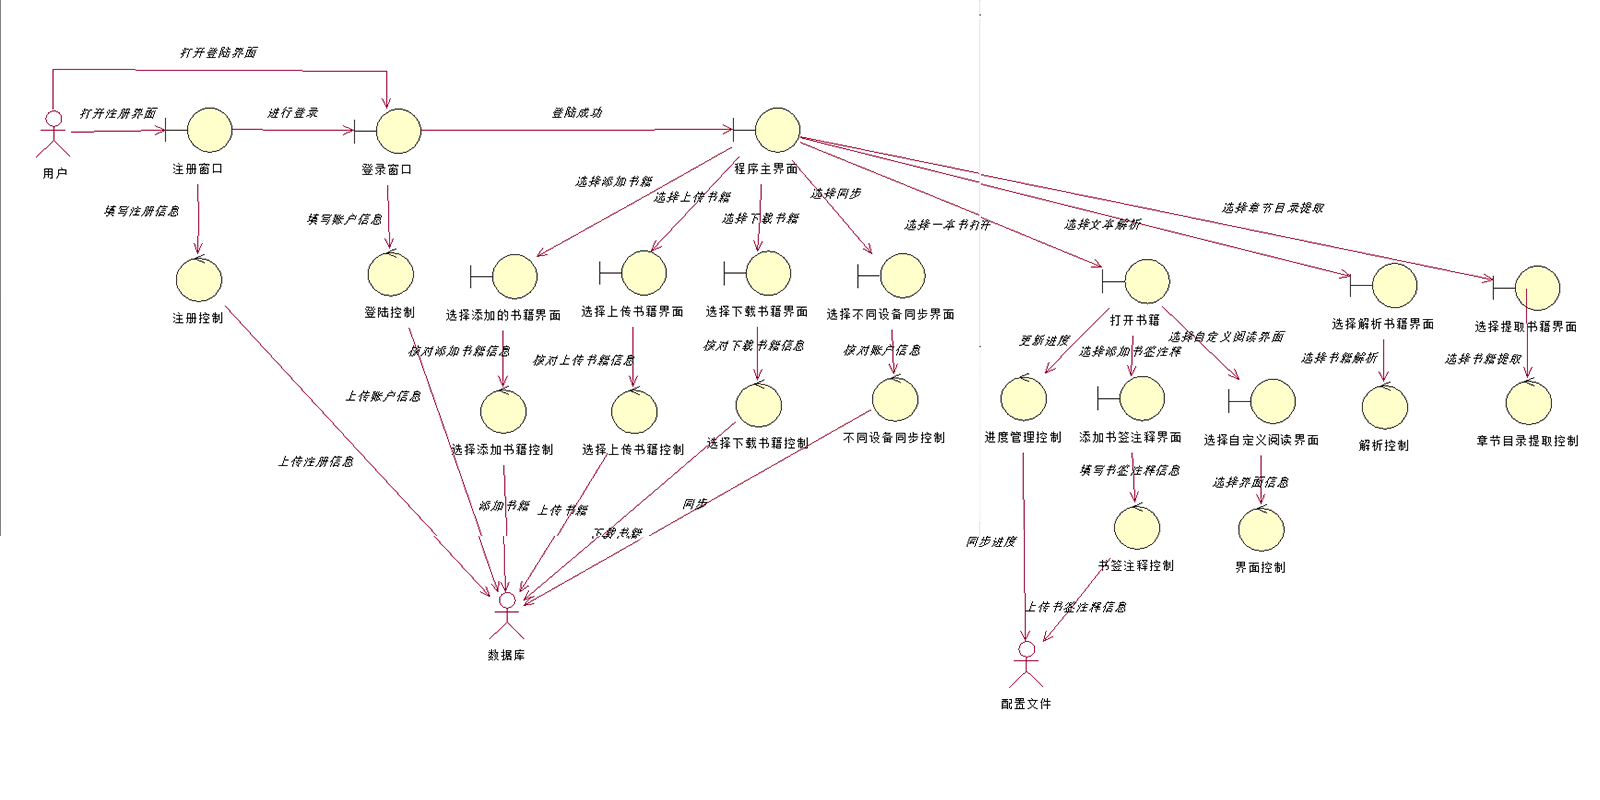 打开登陆界面
打开注册界面
进行登录
登陆成功
用户
注册窗口
登录窗口
程序主界面
填写注册信息
填写账户信息
选择添加书籍
选择上传书籍
选择下载书籍
选择同步
选择一本书打开
选择文本解析
选择章节目录提取
注册控制
登陆控制
选择添加的书籍界面
选择上传书籍界面
选择下载书籍界面
选择不同设备同步界面
打开书籍
选择解析书籍界面
选择提取书籍界面
核对添加书籍信息
核对上传书籍信息
核对下载书籍信息
核对账户信息
更新进度
选择添加书签注释
选择自定义阅读界面
选择书籍解析
选择书籍提取
上传账户信息
选择添加书籍控制
选择上传书籍控制
选择下载书籍控制
不同设备同步控制
进度管理控制
添加书签注释界面
选择自定义阅读界面
解析控制
章节目录提取控制
上传注册信息
添加书籍
上传书籍
下载书籍
同步
填写书签注释信息
选择界面信息
同步进度
书签注释控制
界面控制
上传书签注释信息
数据库
配置文件